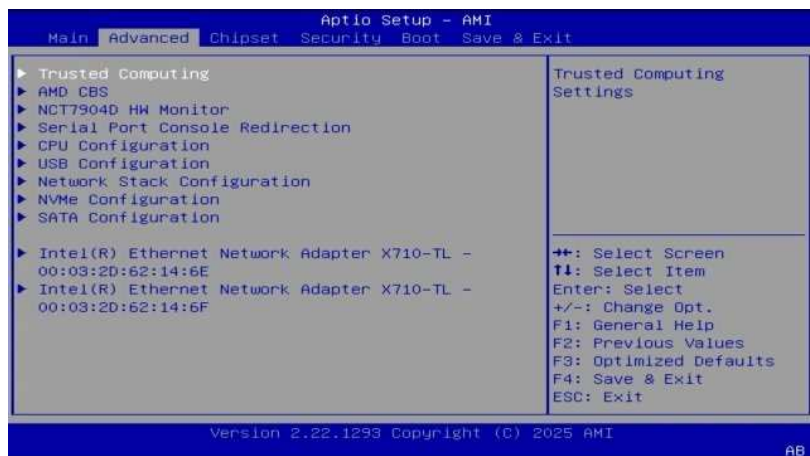 Aptio Setup – AMI
Main Advanced Chipset Security Boot Save & Exit
Trusted Computing
AMD CBS
NCT7904D HW Monitor
Serial Port Console Redirection
CPU Configuration
USB Configuration
Network Stack Configuration
NVMe Configuration
SATA Configuration
Intel(R) Ethernet Network Adapter X710-TL –
00:03:2D:62:14:6E
Intel(R) Ethernet Network Adapter X710-TL –
00:03:2D:62:14:6F
Trusted Computing
Settings
→←: Select Screen
↑↓: Select Item
Enter: Select
+/-: Change Opt.
F1: General Help
F2: Previous Values
F3: Optimized Defaults
F4: Save & Exit
ESC: Exit
Version 2.22.1293 Copyright (C) 2025 AMI
AB